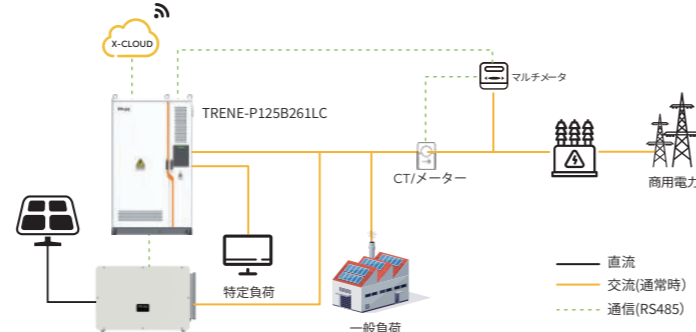 X-CLOUD
マルチメータ
TRENE-P125B261LC
CT/メーター
商用電力
特定負荷
一般負荷
直流
交流(通常時)
通信(RS485)